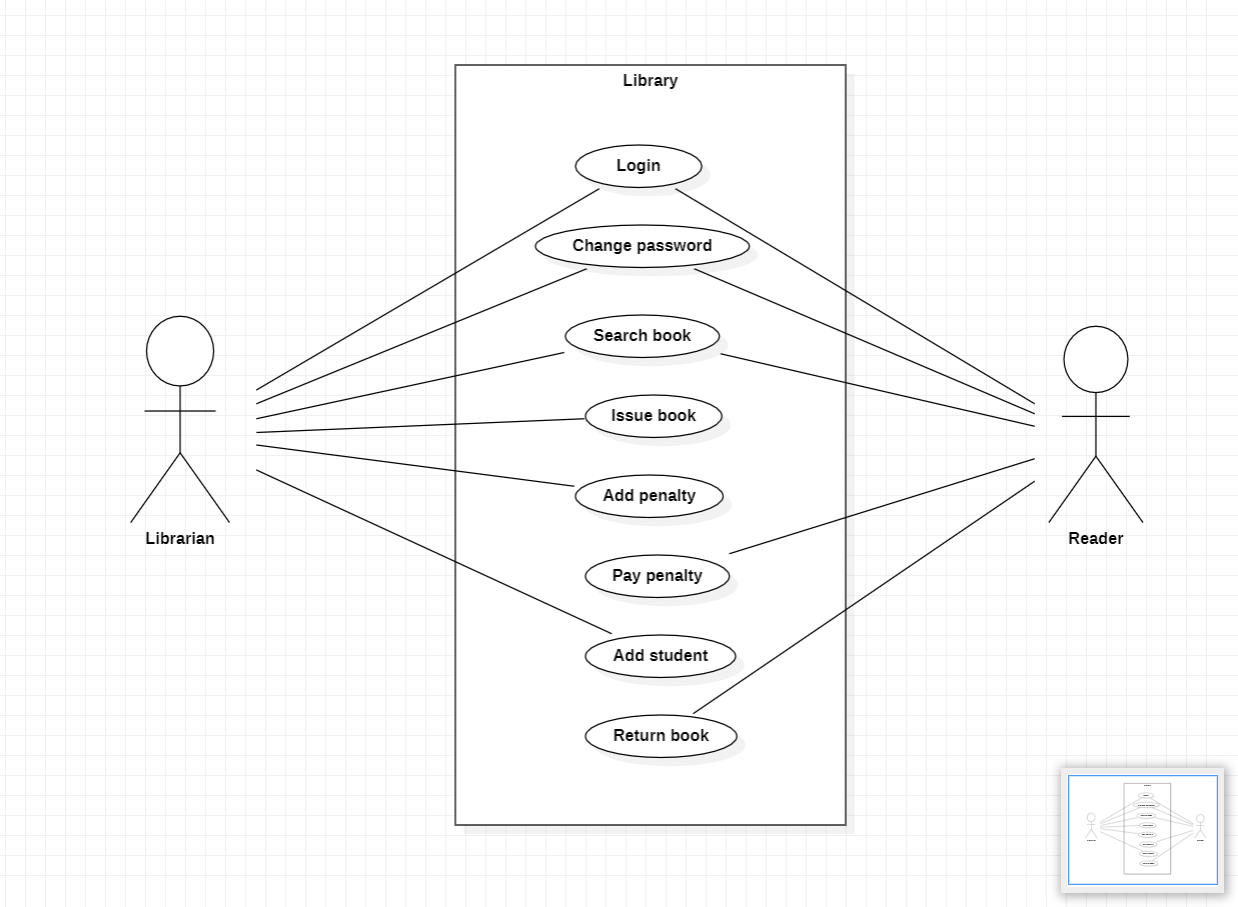 Library
Login
Change password
Search book
Issue book
Add penalty
Pay penalty
Add student
Return book
Librarian
Reader